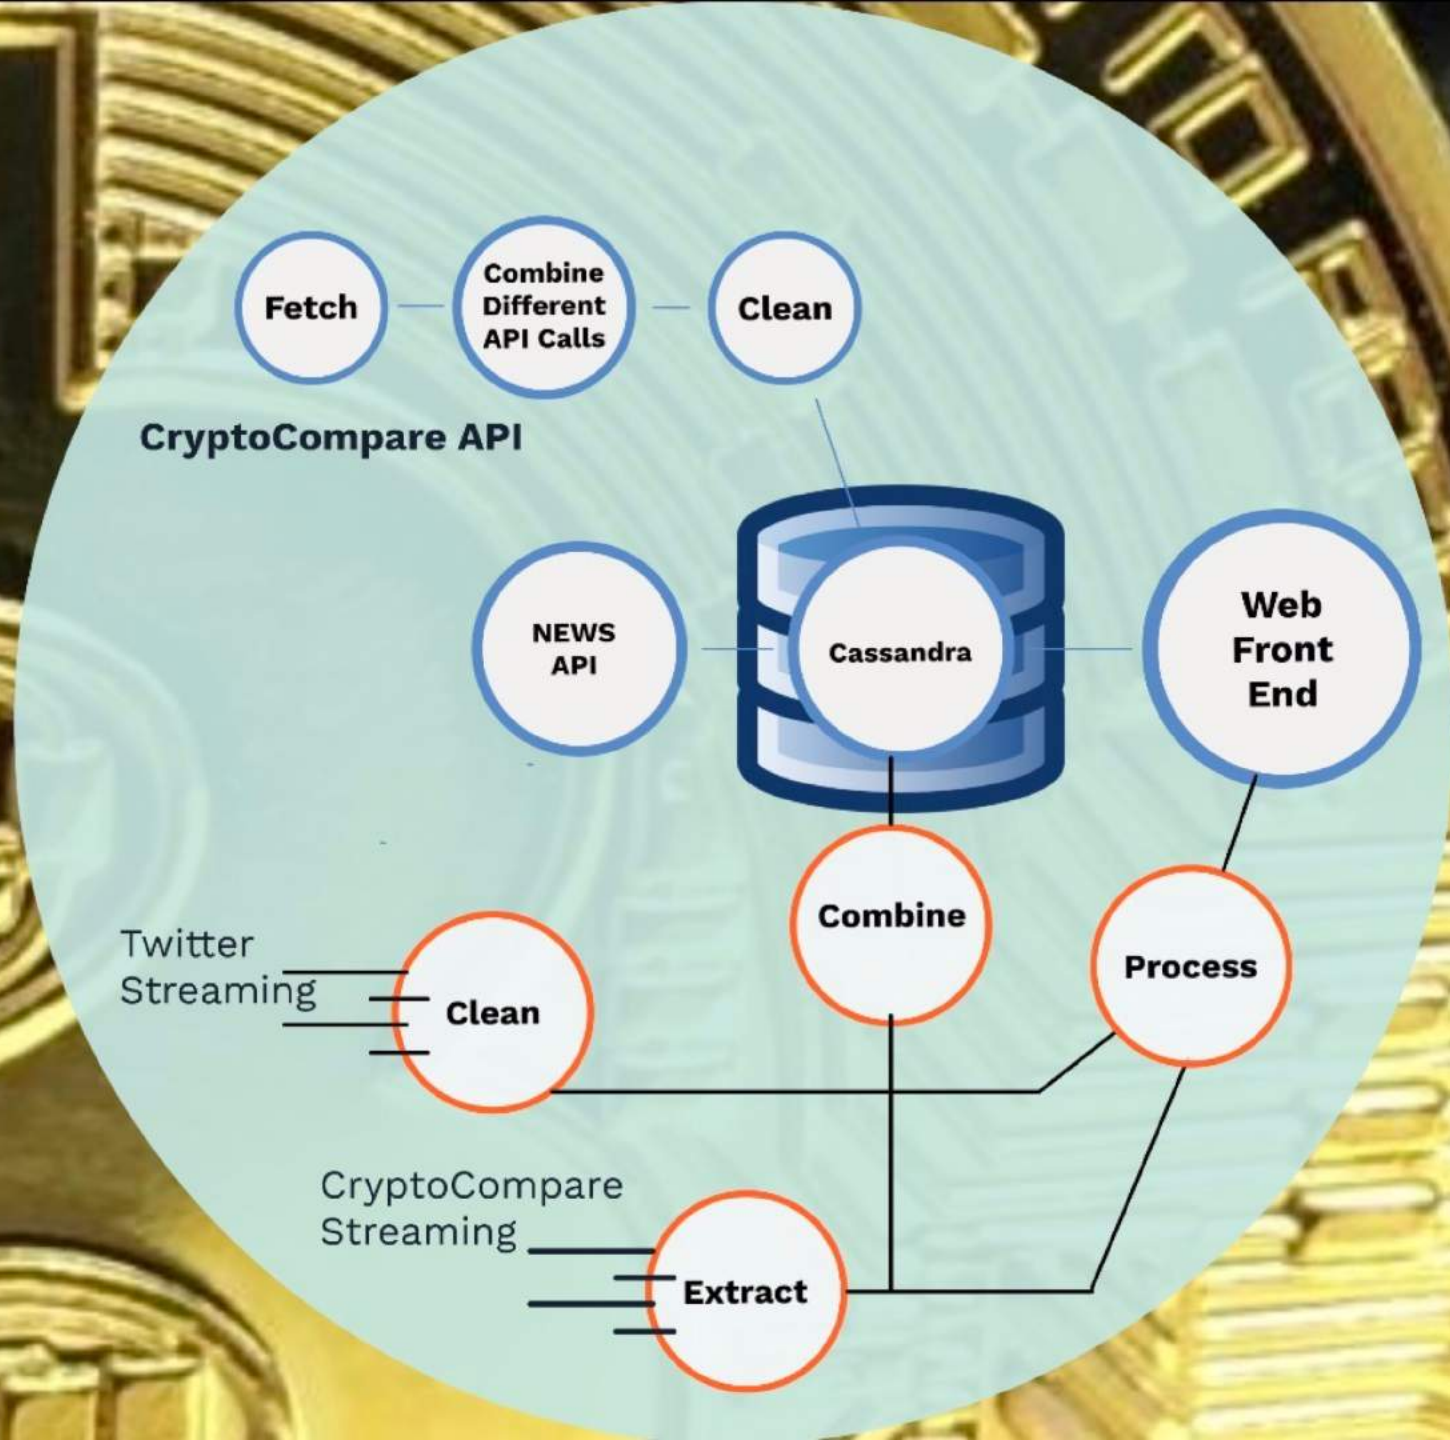 Fetch
Combine
Different
API Calls
Clean
CryptoCompare API
NEWS
API
Cassandra
Web
Front
End
Combine
Process
Twitter
Streaming
Clean
CryptoCompare
Streaming
Extract